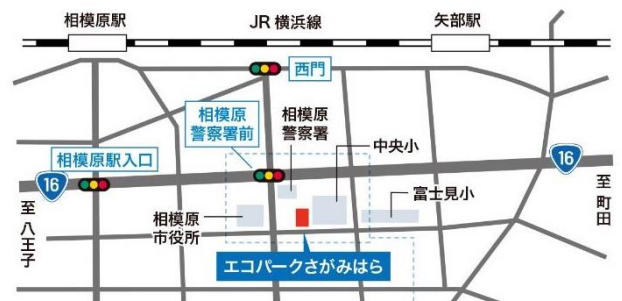 相模原駅
JR 横浜線
矢部駅
西門
相模原
警察署前
相模原
警察署
中央小
相模原駅入口
16
16
至町田
至八王子
相模原
市役所
富士見小
エコパークさがみはら